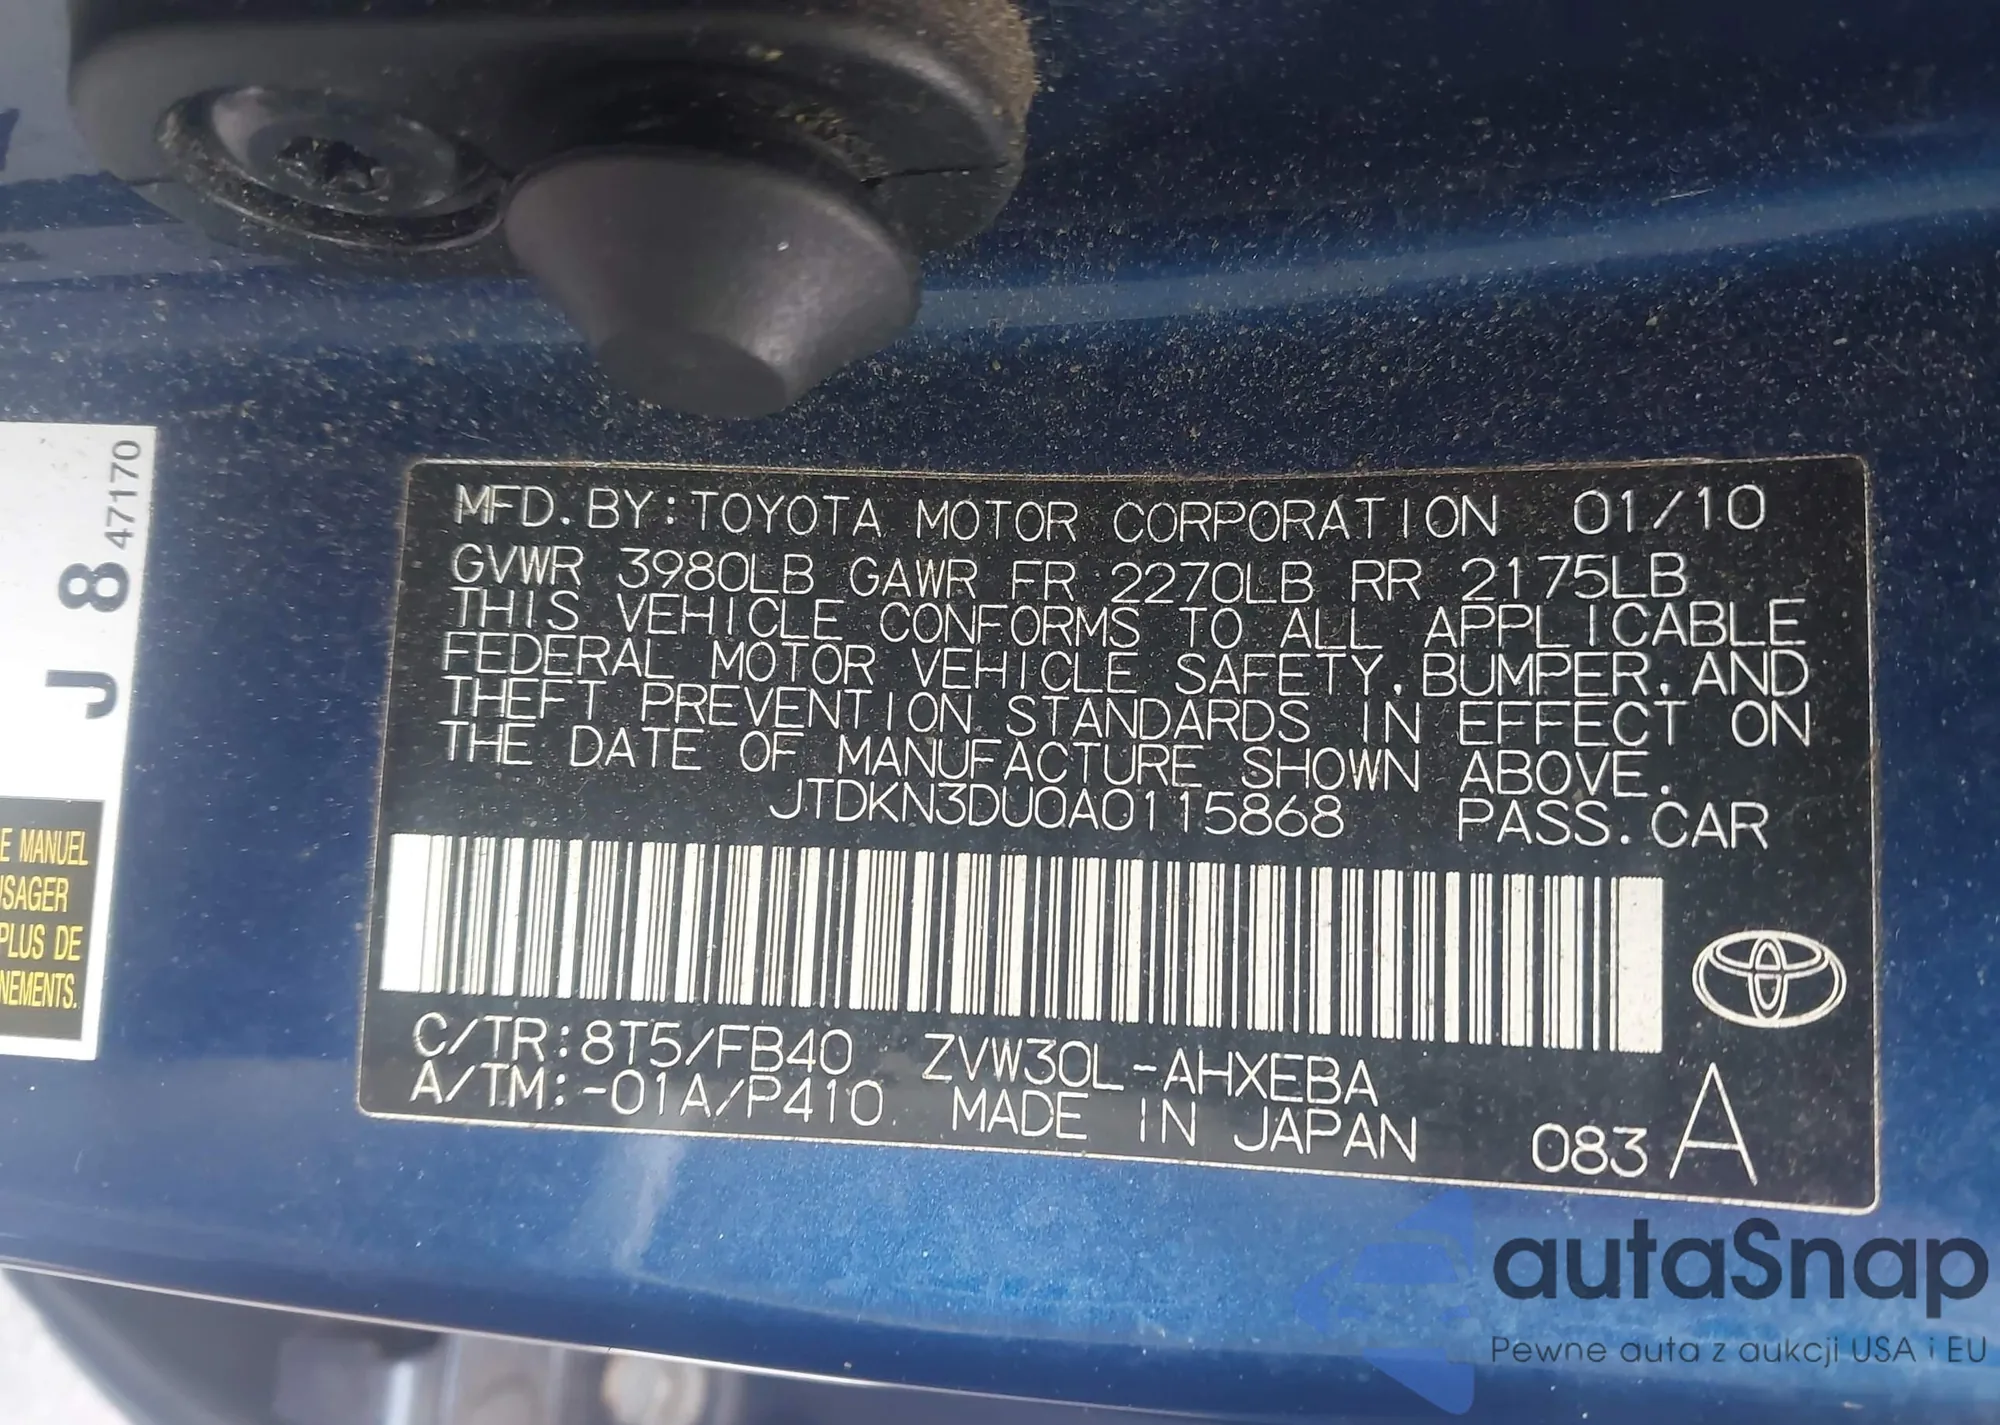 MFD. BY: TOYOTA MOTOR CORPORATION 01/10
GVWR 3980LB GAWR FR 2270LB RR 2175LB
THIS VEHICLE CONFORMS TO ALL APPLICABLE
FEDERAL MOTOR VEHICLE SAFETY, BUMPER, AND
THEFT PREVENTION STANDARDS IN EFFECT ON
THE DATE OF MANUFACTURE SHOWN ABOVE.
JTDKN3DU0A0115868 PASS. CAR
C/TR: 8T5/FB40 ZVW30L-AHXEBA
A/TM: -01A/P410 MADE IN JAPAN
083 A
J 8 47170
E MANUEL
USAGER
PLUS DE
NEMENTS.
autaSnap
Pewne auta z aukcji USA i EU